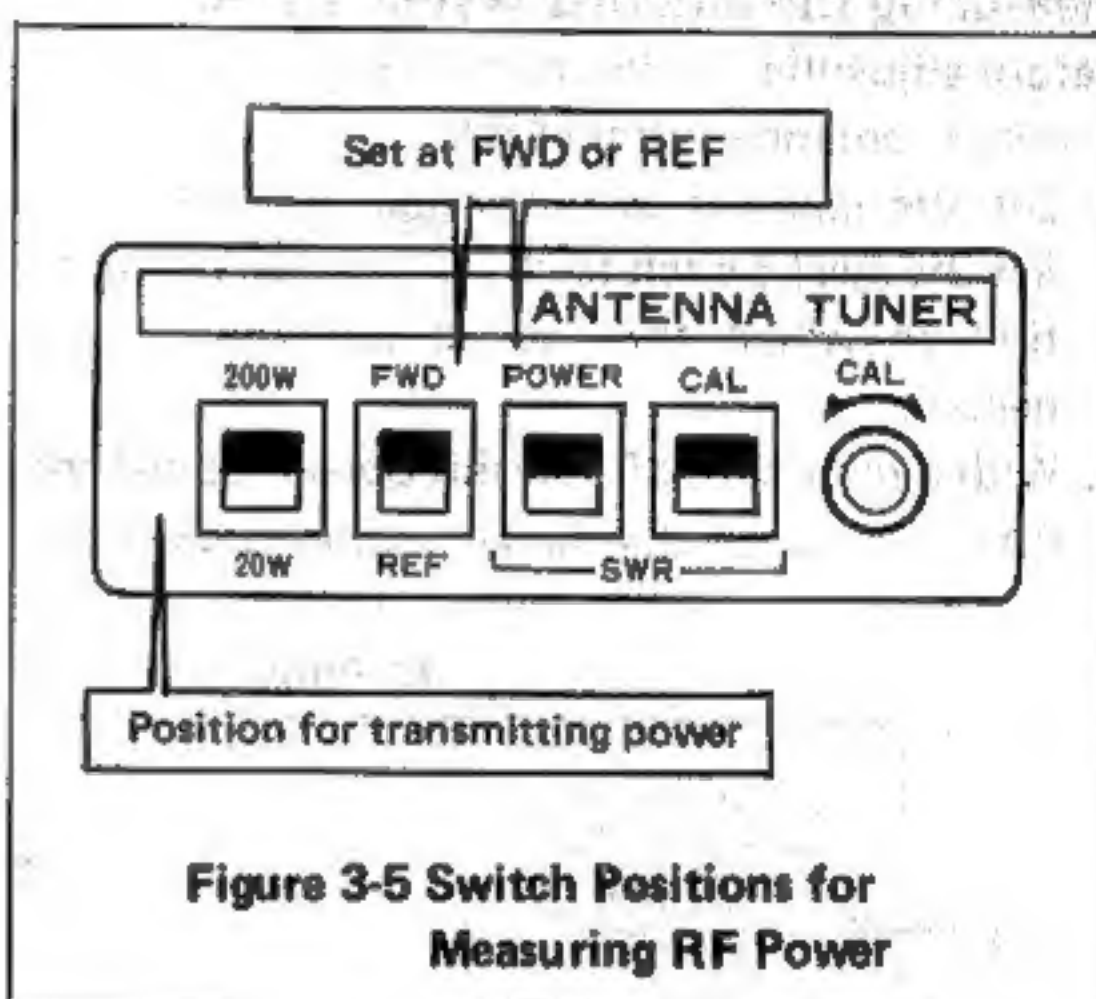 Set at FWD or REF
ANTENNA TUNER
200W FWD POWER CAL CAL
20W REF SWR
Position for transmitting power
Figure 3-5 Switch Positions for
Measuring RF Power